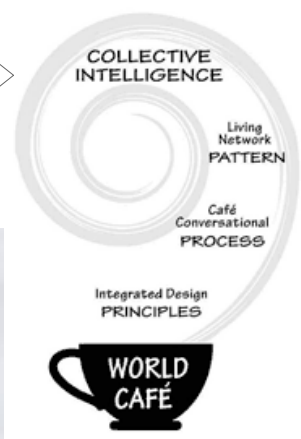 COLLECTIVE
INTELLIGENCE
Living
Network
PATTERN
Café
Conversational
PROCESS
Integrated Design
PRINCIPLES
WORLD
CAFÉ